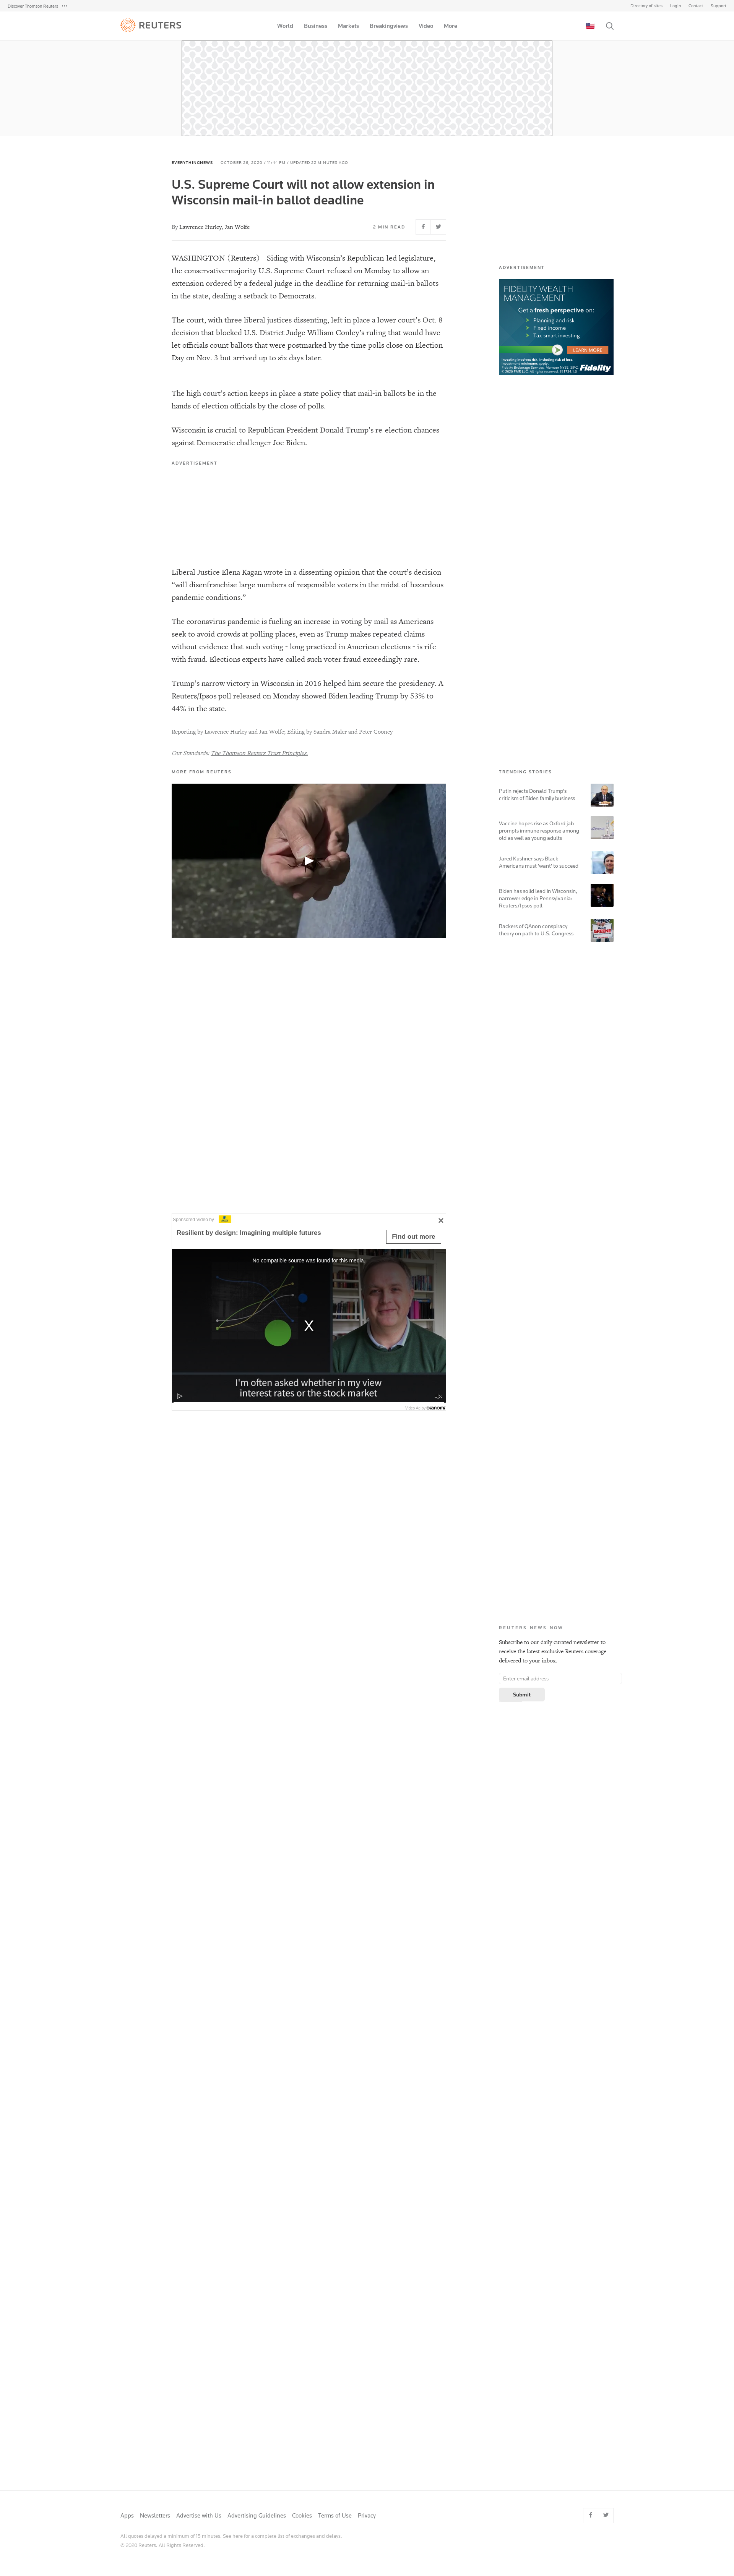 Discover Thomson Reuters
Directory of sites Login Contact Support
REUTERS
World Business Markets Breakingviews Video More
EVERYTHINGNEWS OCTOBER 26, 2020 / 11:44 PM / UPDATED 22 MINUTES AGO
U.S. Supreme Court will not allow extension in
Wisconsin mail-in ballot deadline
By Lawrence Hurley, Jan Wolfe
2 MIN READ
WASHINGTON (Reuters) - Siding with Wisconsin's Republican-led legislature,
the conservative-majority U.S. Supreme Court refused on Monday to allow an
extension ordered by a federal judge in the deadline for returning mail-in ballots
in the state, dealing a setback to Democrats.
The court, with three liberal justices dissenting, left in place a lower court's Oct. 8
decision that blocked U.S. District Judge William Conley's ruling that would have
let officials count ballots that were postmarked by the time polls close on Election
Day on Nov. 3 but arrived up to six days later.
The high court's action keeps in place a state policy that mail-in ballots be in the
hands of election officials by the close of polls.
Wisconsin is crucial to Republican President Donald Trump's re-election chances
against Democratic challenger Joe Biden.
ADVERTISEMENT
Liberal Justice Elena Kagan wrote in a dissenting opinion that the court's decision
“will disenfranchise large numbers of responsible voters in the midst of hazardous
pandemic conditions.”
The coronavirus pandemic is fueling an increase in voting by mail as Americans
seek to avoid crowds at polling places, even as Trump makes repeated claims
without evidence that such voting - long practiced in American elections - is rife
with fraud. Elections experts have called such voter fraud exceedingly rare.
Trump's narrow victory in Wisconsin in 2016 helped him secure the presidency. A
Reuters/Ipsos poll released on Monday showed Biden leading Trump by 53% to
44% in the state.
Reporting by Lawrence Hurley and Jan Wolfe; Editing by Sandra Maler and Peter Cooney
Our Standards: The Thomson Reuters Trust Principles.
ADVERTISEMENT
FIDELITY WEALTH
MANAGEMENT
Get a fresh perspective on:
Planning and risk
Fixed income
Tax-smart investing
LEARN MORE
Investing involves risk, including risk of loss.
Investment minimums apply.
Fidelity Brokerage Services, Member NYSE, SIPC
© 2020 FMR LLC. All rights reserved.
Fidelity
MORE FROM REUTERS
TRENDING STORIES
Putin rejects Donald Trump's
criticism of Biden family business
Vaccine hopes rise as Oxford jab
prompts immune response among
old as well as young adults
Jared Kushner says Black
Americans must 'want' to succeed
Biden has solid lead in Wisconsin,
narrower edge in Pennsylvania:
Reuters/Ipsos poll
Backers of QAnon conspiracy
theory on path to U.S. Congress
Sponsored Video by
Resilient by design: Imagining multiple futures
Find out more
No compatible source was found for this media.
X
I'm often asked whether in my view
interest rates or the stock market
REUTERS NEWS NOW
Subscribe to our daily curated newsletter to
receive the latest exclusive Reuters coverage
delivered to your inbox.
Enter email address
Submit
Apps Newsletters Advertise with Us Advertising Guidelines Cookies Terms of Use Privacy
All quotes delayed a minimum of 15 minutes. See here for a complete list of exchanges and delays.
© 2020 Reuters. All Rights Reserved.